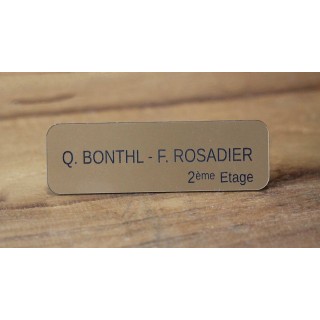 Q. BONTHL - F. ROSADIER
2ème Etage